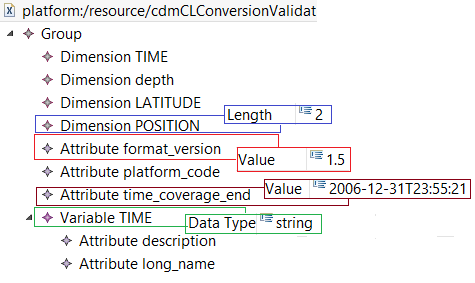 platform:/resource/cdmCLConversionValidat
Group
Dimension TIME
Dimension depth
Dimension LATITUDE
Dimension POSITION
Length 2
Attribute format_version
Value 1.5
Attribute platform_code
Attribute time_coverage_end
Value 2006-12-31T23:55:21
Variable TIME
Data Type string
Attribute description
Attribute long_name